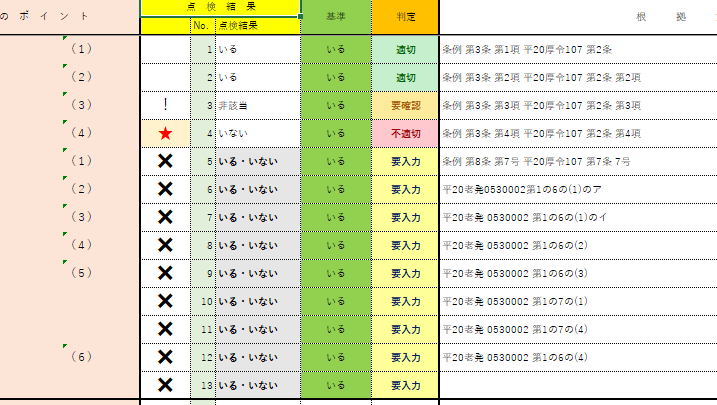 の ポ イ ン ト 点 検 結 果 基準 判定 根 拠
No. 点検結果
(1) 1 いる いる 適切 条例 第3条 第1項 平20厚令107 第2条
(2) 2 いる いる 適切 条例 第3条 第2項 平20厚令107 第2条 第2項
(3) ! 3 非該当 いる 要確認 条例 第3条 第3項 平20厚令107 第2条 第3項
(4) ★ 4 いない いる 不適切 条例 第3条 第4項 平20厚令107 第2条 第4項
(1) ✕ 5 いる・いない いる 要入力 条例 第8条 第7号 平20厚令107 第7条 7号
(2) ✕ 6 いる・いない いる 要入力 平20老発0530002第1の6の(1)のア
(3) ✕ 7 いる・いない いる 要入力 平20老発 0530002 第1の6の(1)のイ
(4) ✕ 8 いる・いない いる 要入力 平20老発 0530002 第1の6の(2)
(5) ✕ 9 いる・いない いる 要入力 平20老発 0530002 第1の6の(3)
✕ 10 いる・いない いる 要入力 平20老発 0530002 第1の7の(1)
✕ 11 いる・いない いる 要入力 平20老発 0530002 第1の7の(4)
(6) ✕ 12 いる・いない いる 要入力 平20老発 0530002 第1の6の(4)
✕ 13 いる・いない いる 要入力